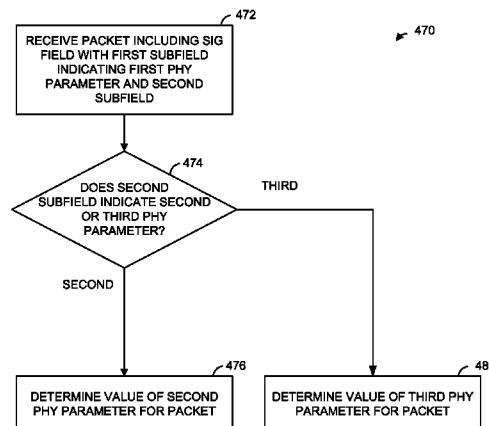 472
470
RECEIVE PACKET INCLUDING SIG
FIELD WITH FIRST SUBFIELD
INDICATING FIRST PHY
PARAMETER AND SECOND
SUBFIELD
474
DOES SECOND
SUBFIELD INDICATE SECOND
OR THIRD PHY
PARAMETER?
THIRD
SECOND
476
48
DETERMINE VALUE OF SECOND
PHY PARAMETER FOR PACKET
DETERMINE VALUE OF THIRD PHY
PARAMETER FOR PACKET